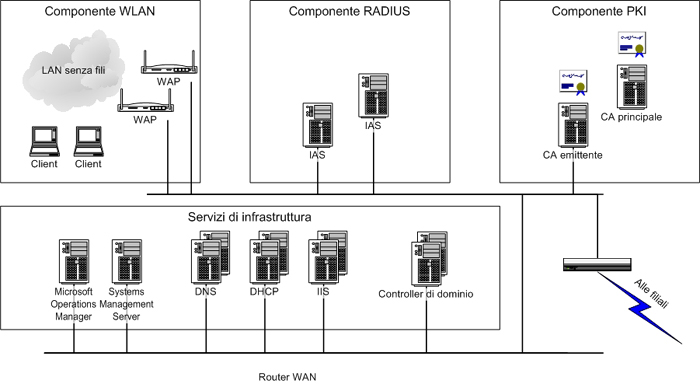 Componente WLAN
Componente RADIUS
Componente PKI
LAN senza fili
WAP
WAP
Client
Client
IAS
IAS
CA principale
CA emittente
Servizi di infrastruttura
Microsoft
Operations
Manager
Systems
Management
Server
DNS
DHCP
IIS
Controller di dominio
Alle filiali
Router WAN